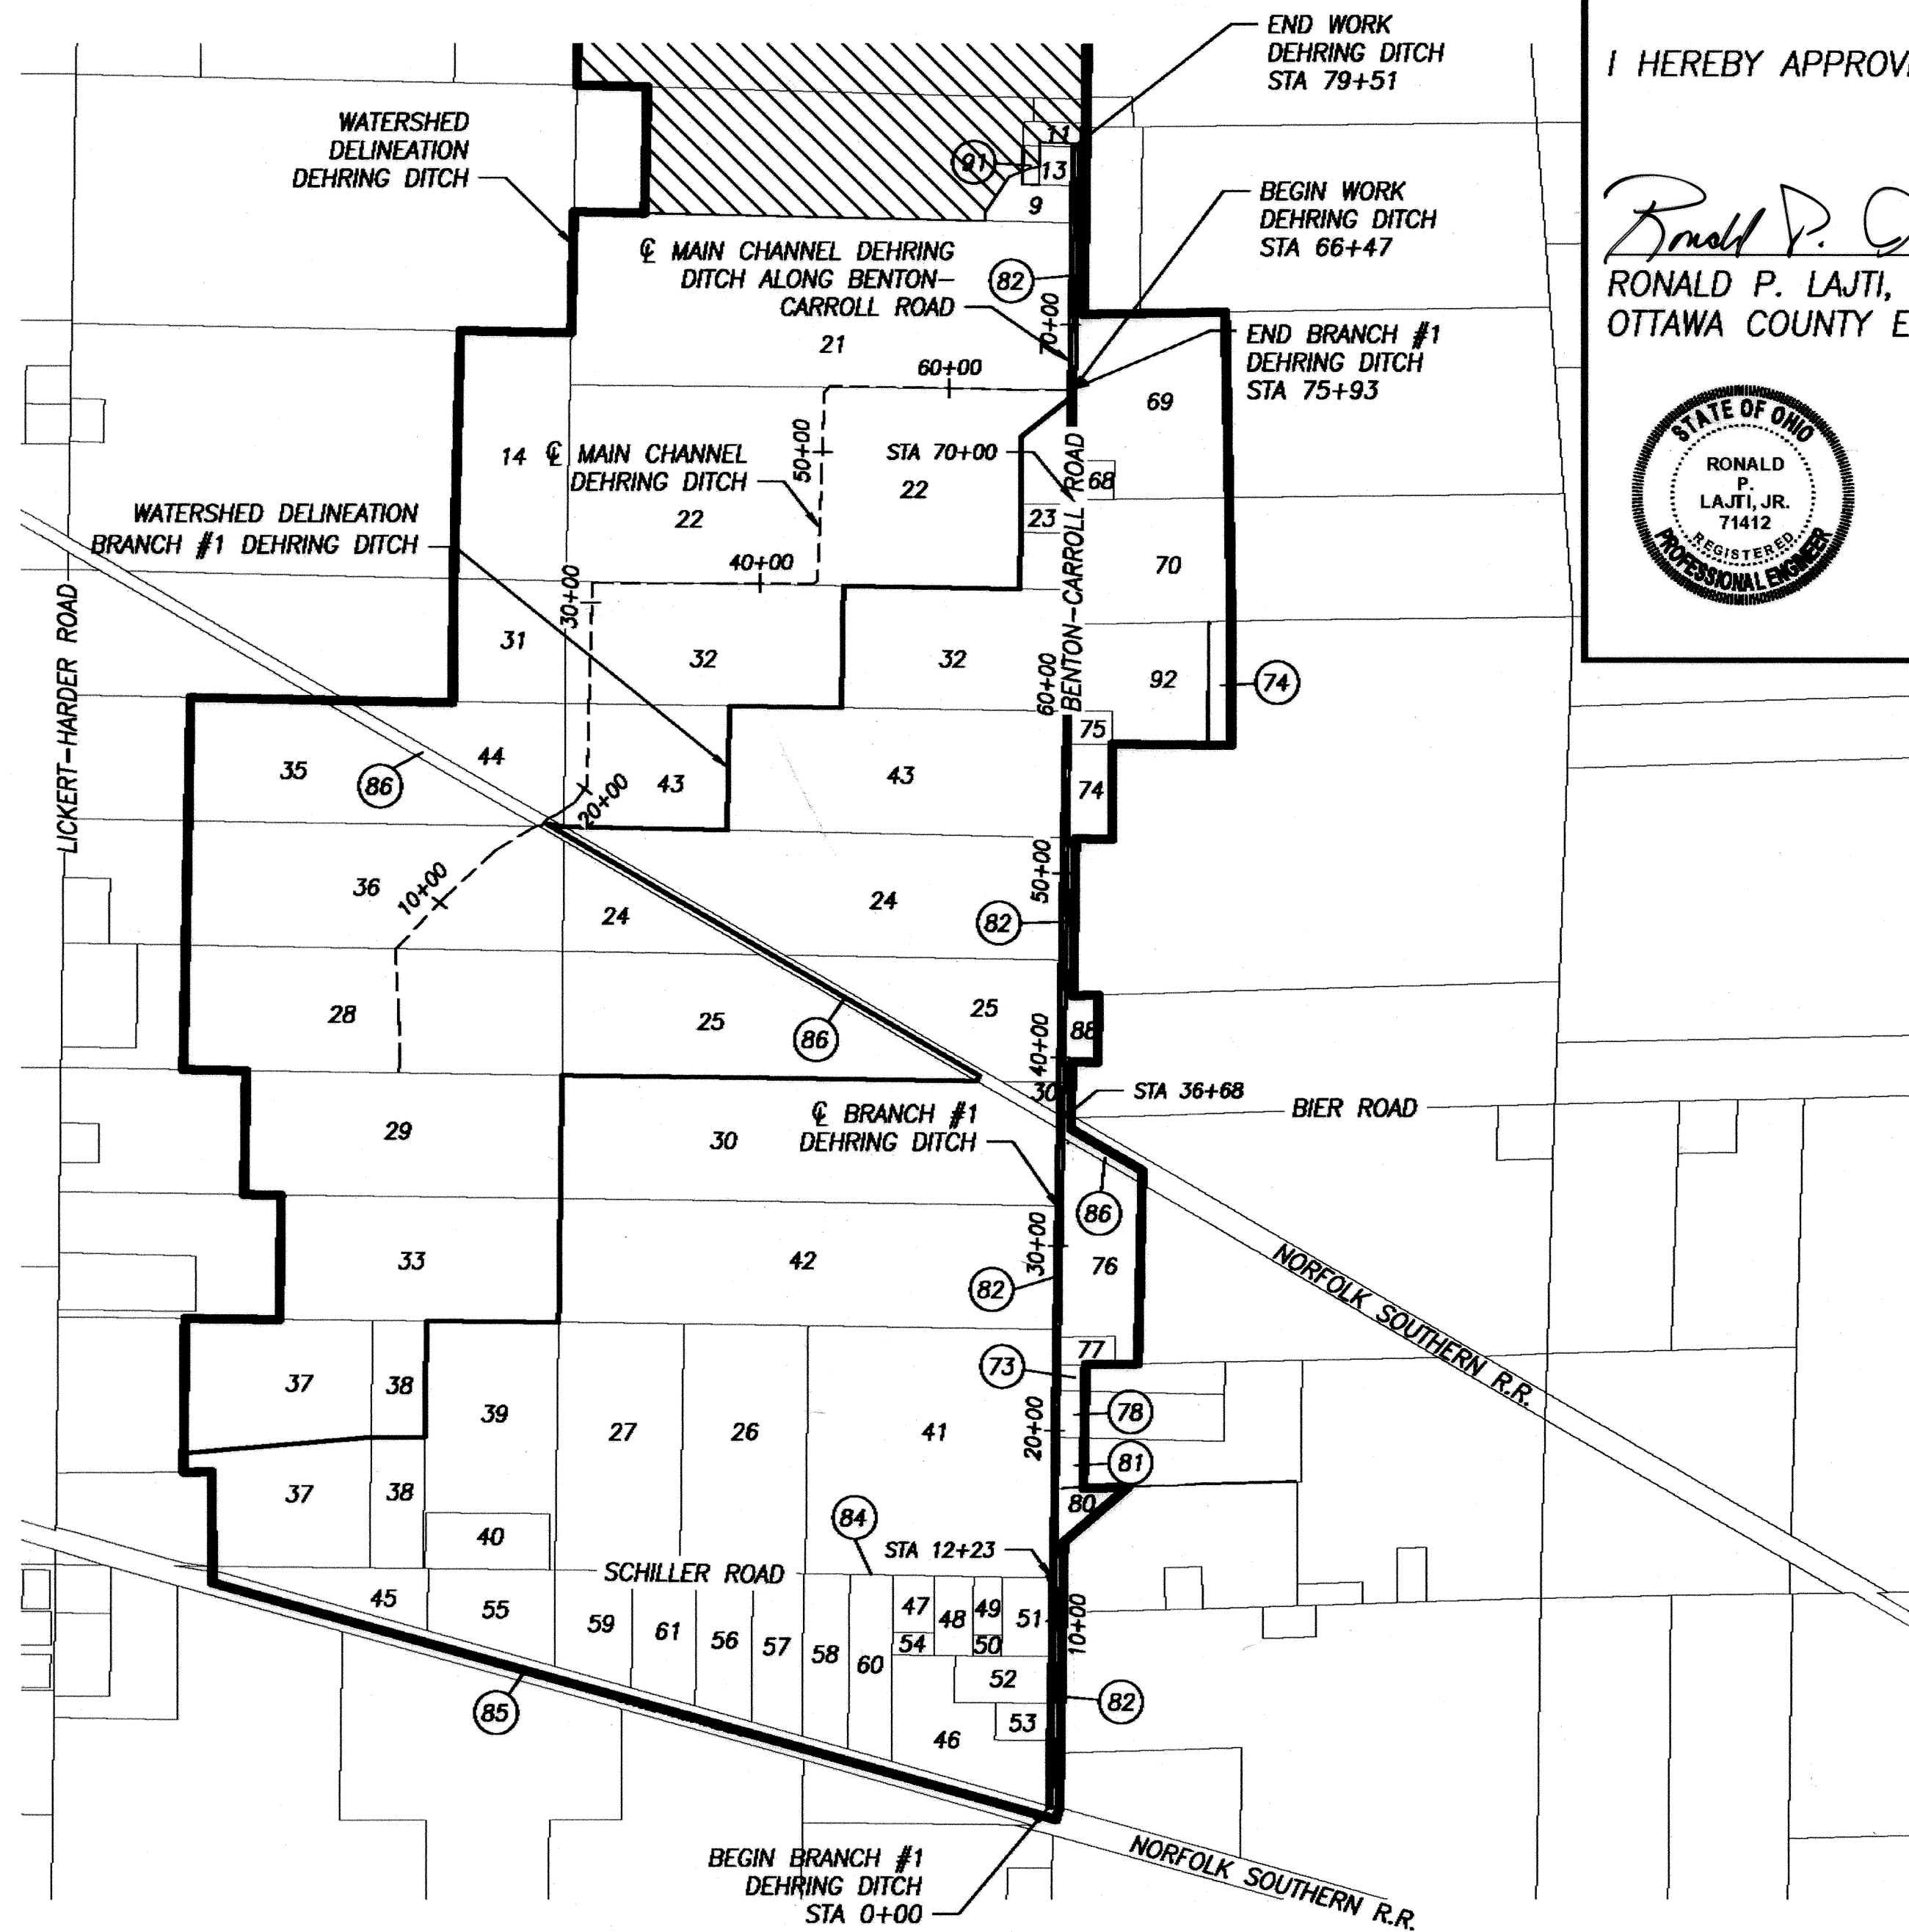 END WORK
DEHRING DITCH
STA 79+51
I HEREBY APPROV
WATERSHED
DELINEATION
DEHRING DITCH
11
91
13
9
BEGIN WORK
DEHRING DITCH
STA 66+47
℄ MAIN CHANNEL DEHRING
DITCH ALONG BENTON-
CARROLL ROAD
82
70+00
RONALD P. LAJTI,
OTTAWA COUNTY E
21
60+00
END BRANCH #1
DEHRING DITCH
STA 75+93
69
STATE OF OHIO
RONALD
P.
LAJTI, JR.
71412
REGISTERED
PROFESSIONAL ENGINEER
14
℄ MAIN CHANNEL
DEHRING DITCH
50+00
STA 70+00
22
68
22
23
WATERSHED DELINEATION
BRANCH #1 DEHRING DITCH
BENTON-CARROLL ROAD
40+00
30+00
70
LICKERT-HARDER ROAD
31
32
32
60+00
92
74
75
35
86
44
43
43
74
20+00
36
10+00
24
24
50+00
82
28
25
86
25
40+00
88
30
STA 36+68
BIER ROAD
29
30
℄ BRANCH #1
DEHRING DITCH
86
33
42
30+00
82
76
NORFOLK SOUTHERN R.R.
77
73
37
38
39
27
26
41
20+00
78
81
37
38
40
80
84
STA 12+23
SCHILLER ROAD
45
55
59
61
56
57
58
60
47
48
49
51
10+00
54
50
52
82
53
46
85
BEGIN BRANCH #1
DEHRING DITCH
STA 0+00
NORFOLK SOUTHERN R.R.